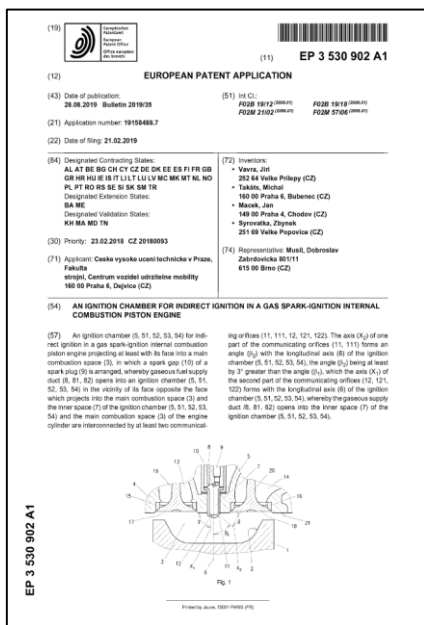 (19)
Europäisches
Patentamt
European
Patent Office
Office européen
des brevets
(11)
EP 3 530 902 A1
(12)
EUROPEAN PATENT APPLICATION
(43) Date of publication:
28.08.2019 Bulletin 2019/35
(21) Application number: 19158488.7
(22) Date of filing: 21.02.2019
(51) Int Cl.:
F02B 19/12 (2006.01) F02B 19/18 (2006.01)
F02M 21/02 (2006.01) F02M 57/06 (2006.01)
(84) Designated Contracting States:
AL AT BE BG CH CY CZ DE DK EE ES FI FR GB
GR HR HU IE IS IT LI LT LU LV MC MK MT NL NO
PL PT RO RS SE SI SK SM TR
Designated Extension States:
BA ME
Designated Validation States:
KH MA MD TN
(30) Priority: 23.02.2018 CZ 20180093
(71) Applicant: Ceske vysoke uceni technicke v Praze,
Fakulta
strojni, Centrum vozidel udrzitelne mobility
160 00 Praha 6, Dejvice (CZ)
(72) Inventors:
• Vavra, Jiri
252 64 Velke Prilepy (CZ)
• Takáts, Michal
160 00 Praha 6, Bubenec (CZ)
• Macek, Jan
149 00 Praha 4, Chodov (CZ)
• Syrovatka, Zbynek
251 69 Velke Popovice (CZ)
(74) Representative: Musil, Dobroslav
Zabrdovicka 801/11
615 00 Brno (CZ)
(54) AN IGNITION CHAMBER FOR INDIRECT IGNITION IN A GAS SPARK-IGNITION INTERNAL
COMBUSTION PISTON ENGINE
(57) An ignition chamber (5, 51, 52, 53, 54) for indi-
rect ignition in a gas spark-ignition internal combustion
piston engine projecting at least with its face into a main
combustion space (3), in which a spark gap (10) of a
spark plug (9) is arranged, whereby gaseous fuel supply
duct (8, 81, 82) opens into an ignition chamber (5, 51,
52, 53, 54) in the vicinity of its face opposite the face
which projects into the main combustion space (3) and
the inner space (7) of the ignition chamber (5, 51, 52, 53,
54) and the main combustion space (3) of the engine
cylinder are interconnected by at least two communicat-
ing orifices (11, 111, 12, 121, 122). The axis (X₂) of one
part of the communicating orifices (11, 111) forms an
angle (β₂) with the longitudinal axis (6) of the ignition
chamber (5, 51, 52, 53, 54), the angle (β₂) being at least
by 3° greater than the angle (β₁), which the axis (X₁) of
the second part of the communicating orifices (12, 121,
122) forms with the longitudinal axis (6) of the ignition
chamber (5, 51, 52, 53, 54), whereby the gaseous supply
duct /8, 81, 82) opens into the inner space (7) of the
ignition chamber (5, 51, 52, 53, 54).
Fig. 1
EP 3 530 902 A1
Printed by Jouve, 75001 PARIS (FR)